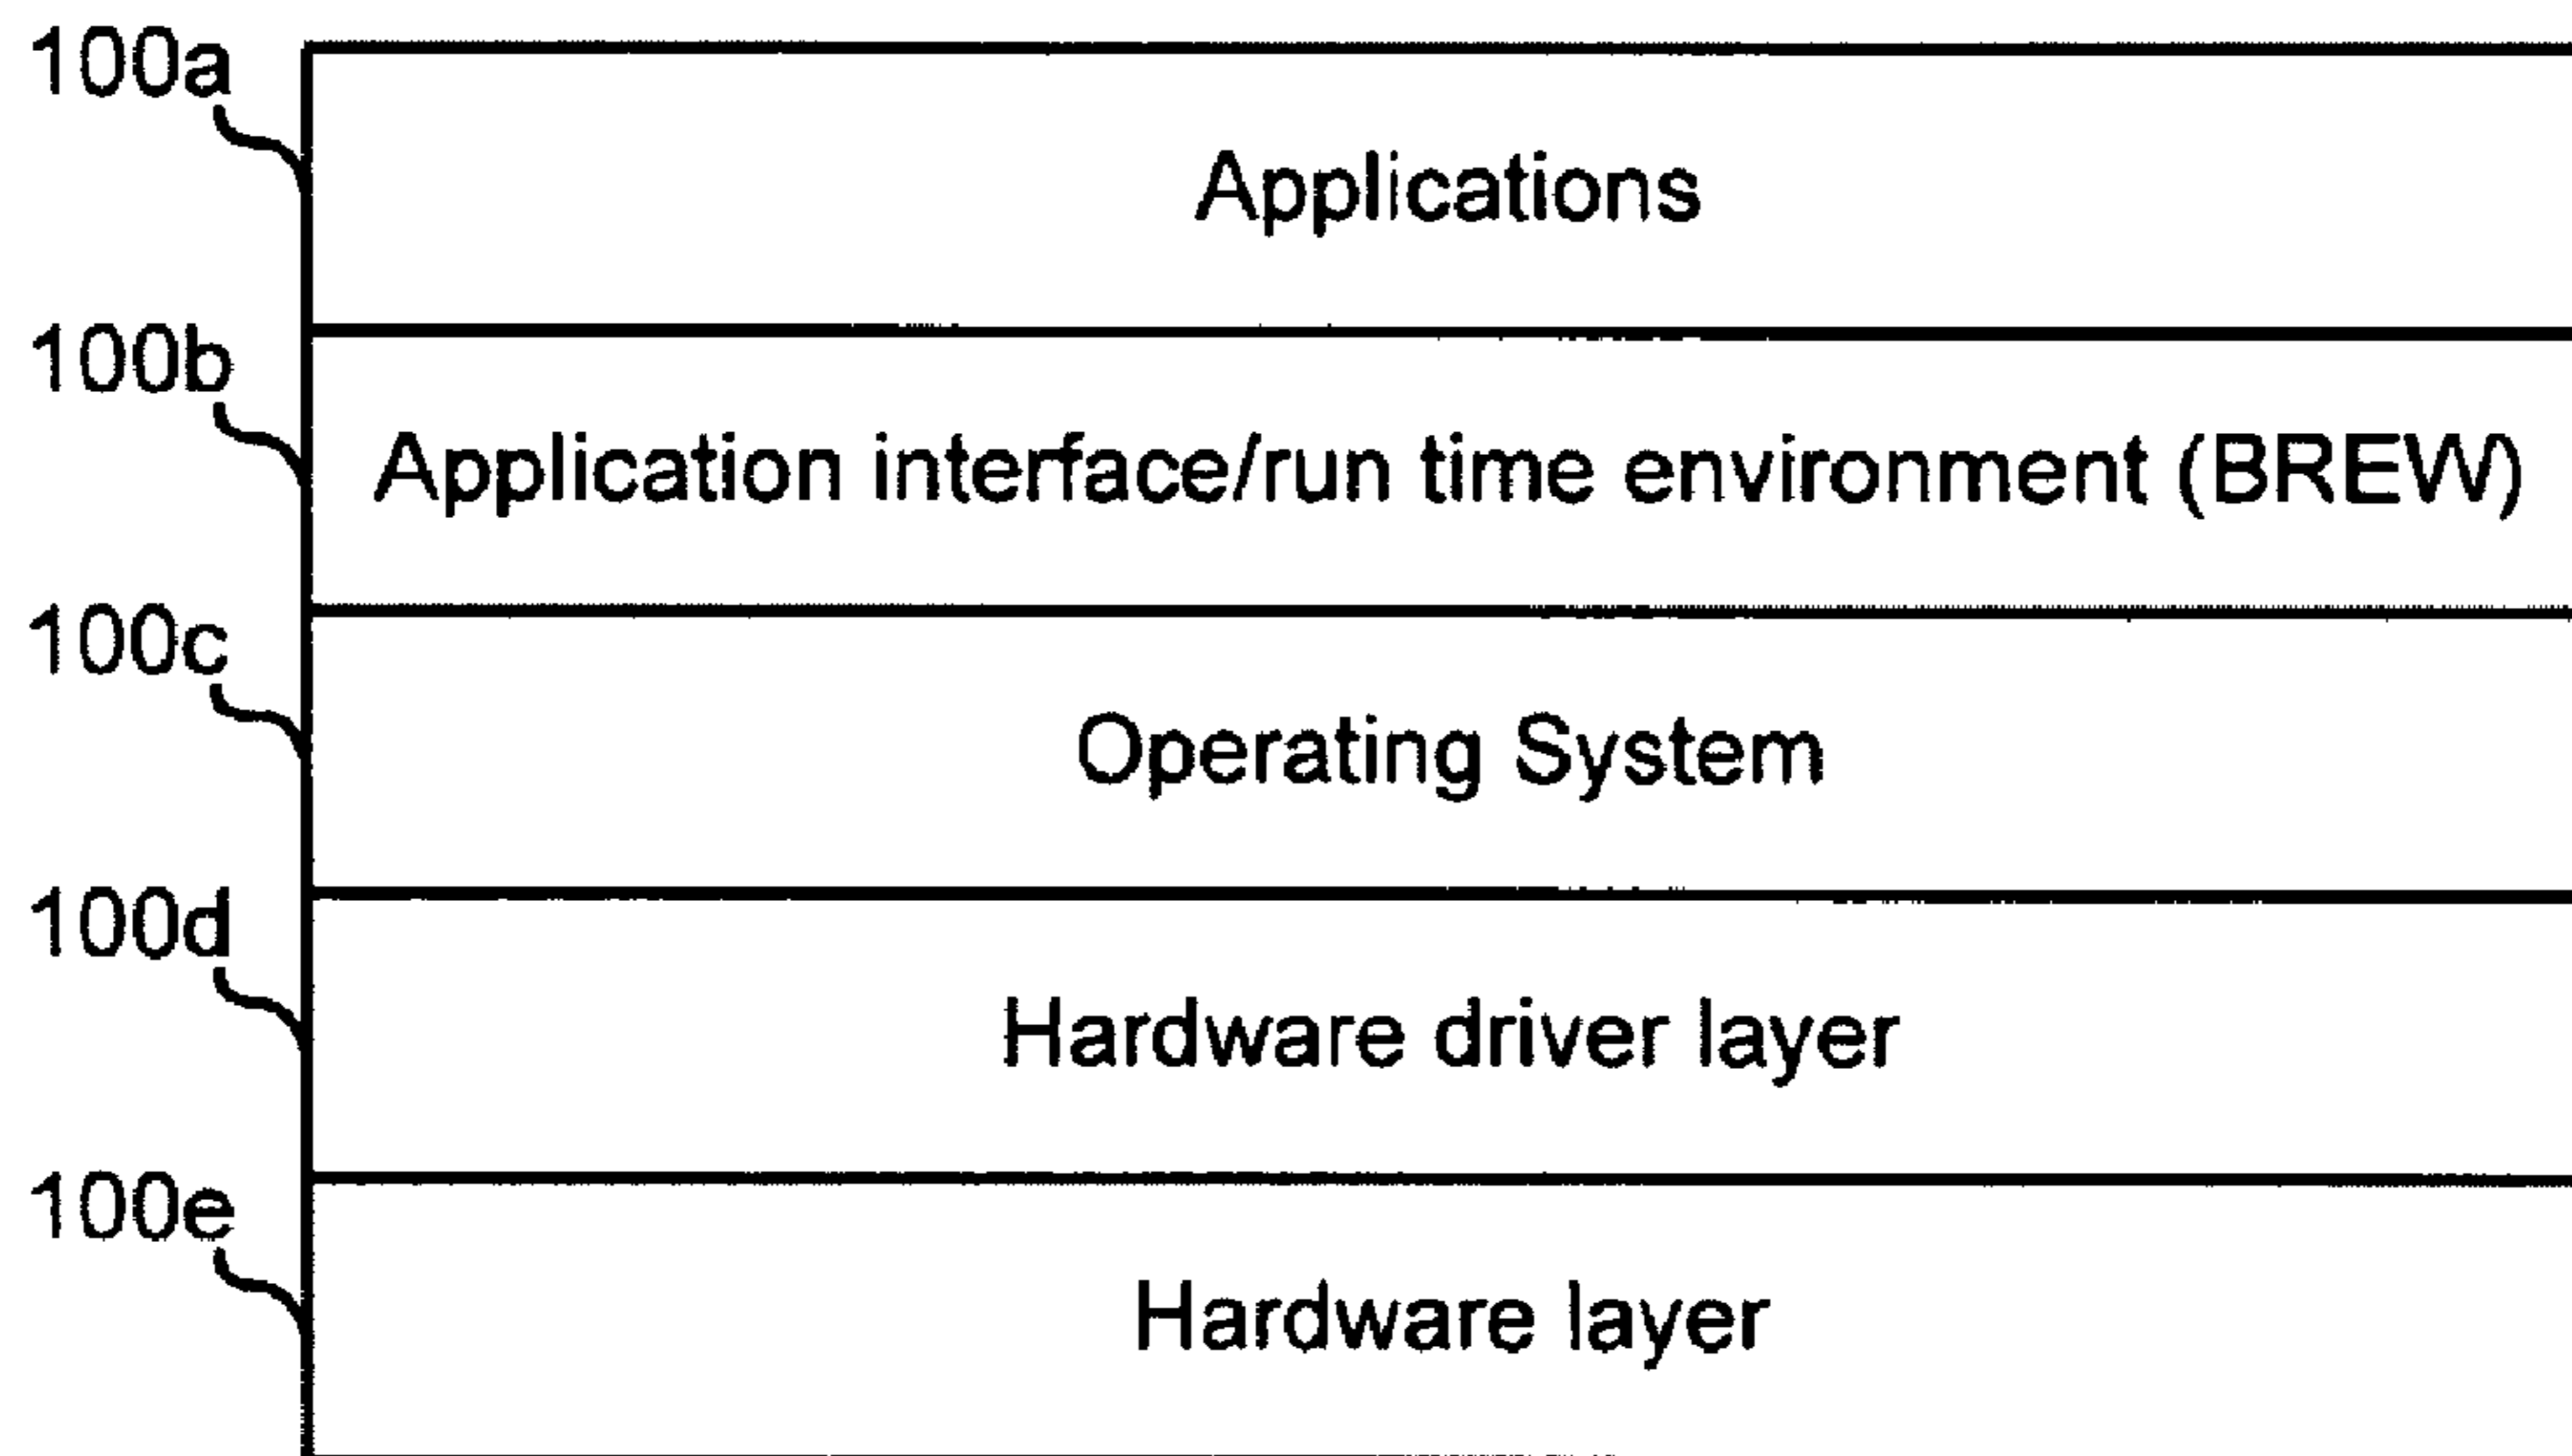 100a
Applications
100b
Application interface/run time environment (BREW)
100c
Operating System
100d
Hardware driver layer
100e
Hardware layer